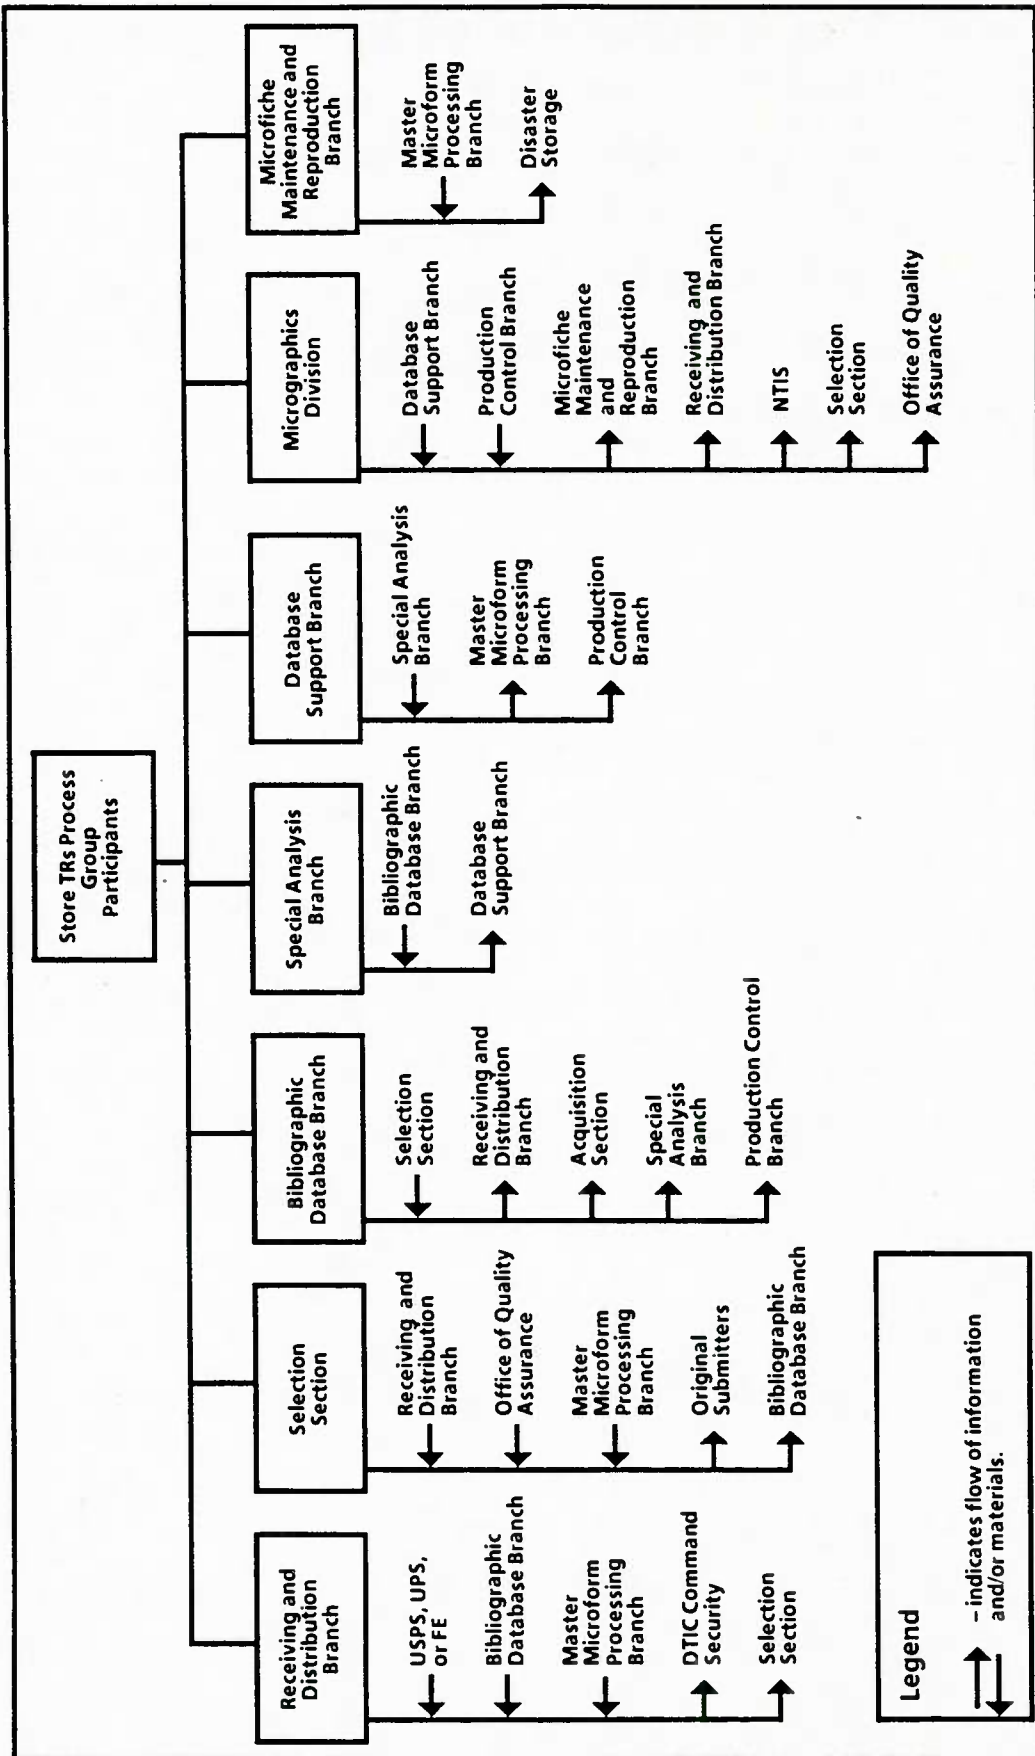 Store TRs Process
Group
Participants
Receiving and
Distribution
Branch
USPS, UPS,
or FE
Bibliographic
Database Branch
Master
Microform
Processing
Branch
DTIC Command
Security
Selection
Section
Selection
Section
Receiving and
Distribution
Branch
Office of Quality
Assurance
Master
Microform
Processing
Branch
Original
Submitters
Bibliographic
Database Branch
Bibliographic
Database Branch
Selection
Section
Receiving and
Distribution
Branch
Acquisition
Section
Special
Analysis
Branch
Production Control
Branch
Special Analysis
Branch
Bibliographic
Database Branch
Database
Support Branch
Database
Support Branch
Special Analysis
Branch
Master
Microform
Processing
Branch
Production
Control
Branch
Micrographics
Division
Database
Support Branch
Production
Control Branch
Microfiche
Maintenance
and
Reproduction
Branch
Receiving and
Distribution Branch
NTIS
Selection
Section
Office of Quality
Assurance
Microfiche
Maintenance and
Reproduction
Branch
Master
Microform
Processing
Branch
Disaster
Storage
Legend
– indicates flow of information
and/or materials.